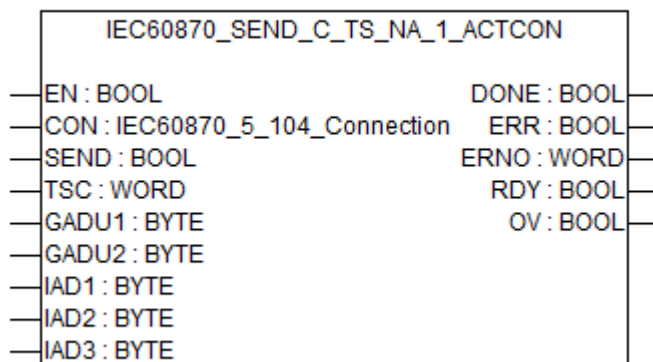 IEC60870_SEND_C_TS_NA_1_ACTCON
EN : BOOL DONE : BOOL
CON : IEC60870_5_104_Connection ERR : BOOL
SEND : BOOL ERNO : WORD
TSC : WORD RDY : BOOL
GADU1 : BYTE OV : BOOL
GADU2 : BYTE
IAD1 : BYTE
IAD2 : BYTE
IAD3 : BYTE